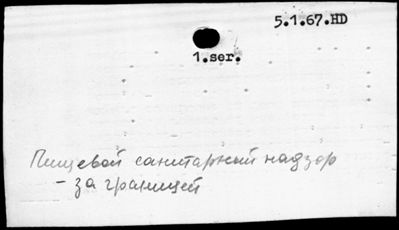 5.1.67.HD
1.ser.
Пищевой санитарный надзор
- за границей